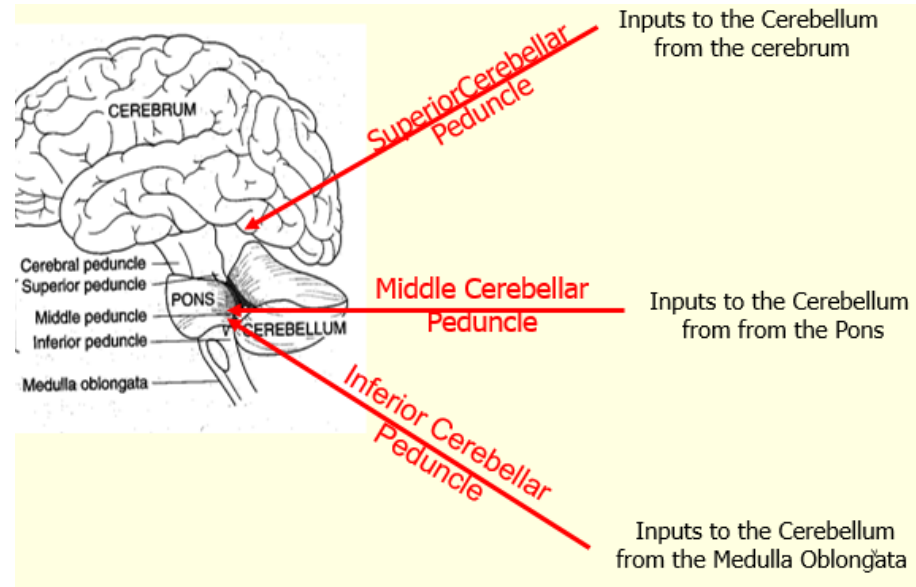 Inputs to the Cerebellum
from the cerebrum
SuperiorCerebellar
Peduncle
CEREBRUM
Cerebral peduncle
Superior peduncle
PONS
Middle peduncle
V
CEREBELLUM
Inferior peduncle
Medulla oblongata
Middle Cerebellar
Peduncle
Inputs to the Cerebellum
from from the Pons
Inferior Cerebellar
Peduncle
Inputs to the Cerebellum
from the Medulla Oblongata